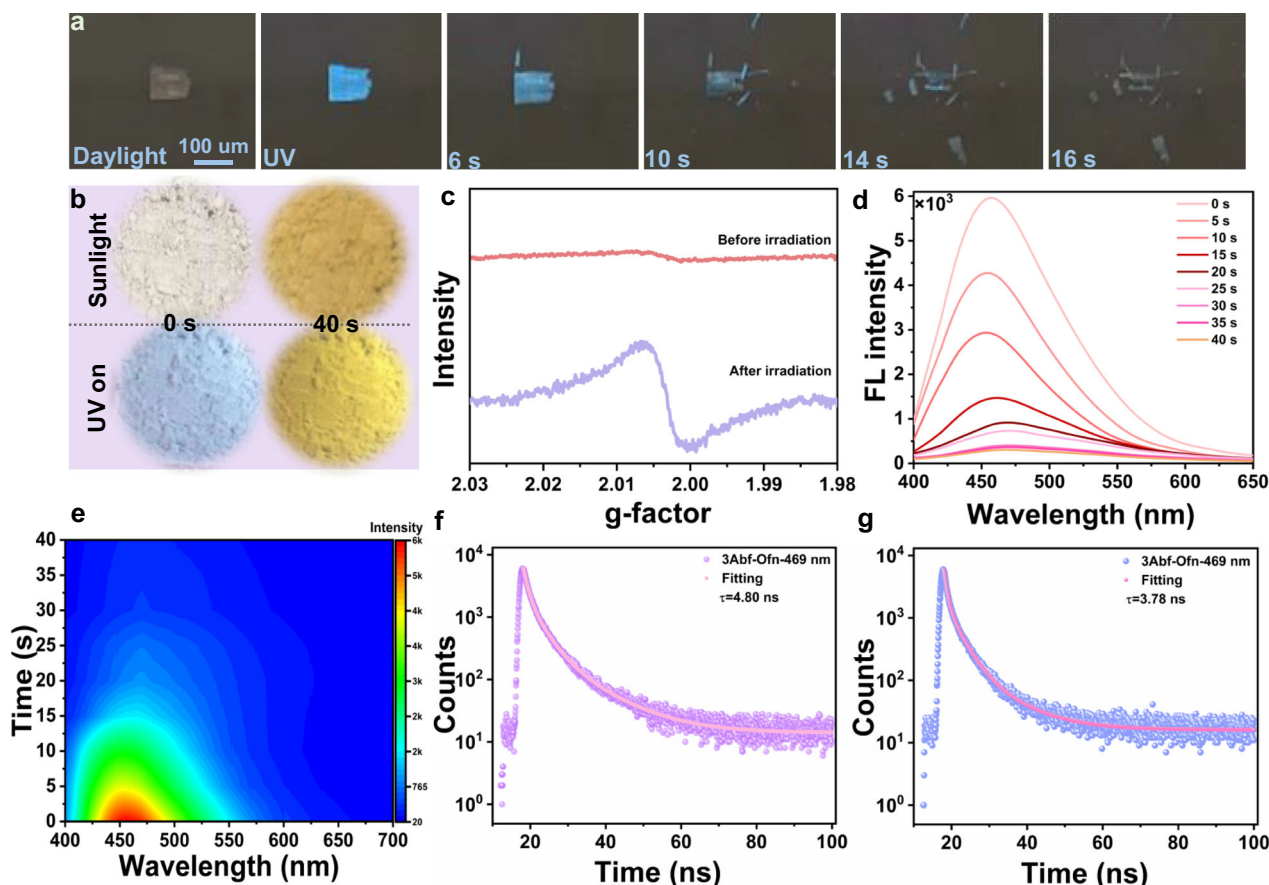 a
Daylight
100 um
UV
6 s
10 s
14 s
16 s
b
Sunlight
UV on
0 s
40 s
c
Intensity
Before irradiation
After irradiation
2.03 2.02 2.01 2.00 1.99 1.98
g-factor
d
×10³
FL intensity
6
5
4
3
2
1
0
0 s
5 s
10 s
15 s
20 s
25 s
30 s
35 s
40 s
400 450 500 550 600 650
Wavelength (nm)
e
Time (s)
40
35
30
25
20
15
10
5
0
400 450 500 550 600 650 700
Wavelength (nm)
Intensity
6k
5k
4k
4k
3k
2k
2k
765
20
f
Counts
10⁴
10²
10¹
10⁰
3Abf-Ofn-469 nm
Fitting
τ=4.80 ns
20 40 60 80 100
Time (ns)
g
Counts
10⁴
10²
10¹
10⁰
3Abf-Ofn-469 nm
Fitting
τ=3.78 ns
20 40 60 80 100
Time (ns)